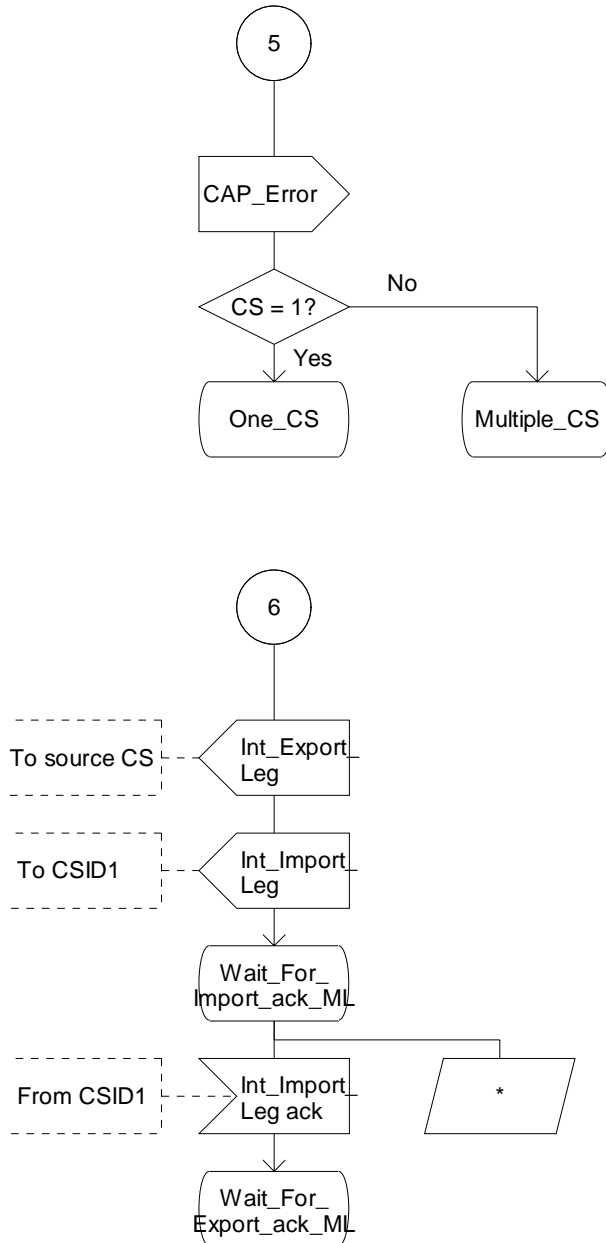 5
CAP_Error
CS = 1?
No
Yes
One_CS
Multiple_CS
6
To source CS
Int_Export_
Leg
To CSID1
Int_Import_
Leg
Wait_For_
Import_ack_ML
From CSID1
Int_Import_
Leg ack
*
Wait_For_
Export_ack_ML